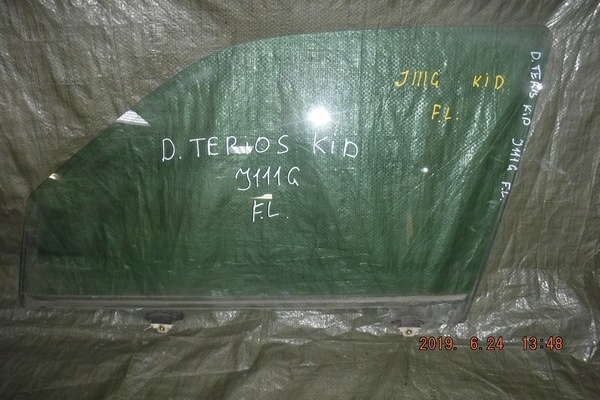 D. TERIOS KID
J111G
F.L.
J111G KID
F.L.
D. TERIOS KID J111G F.L.
2019. 6.24 13:48